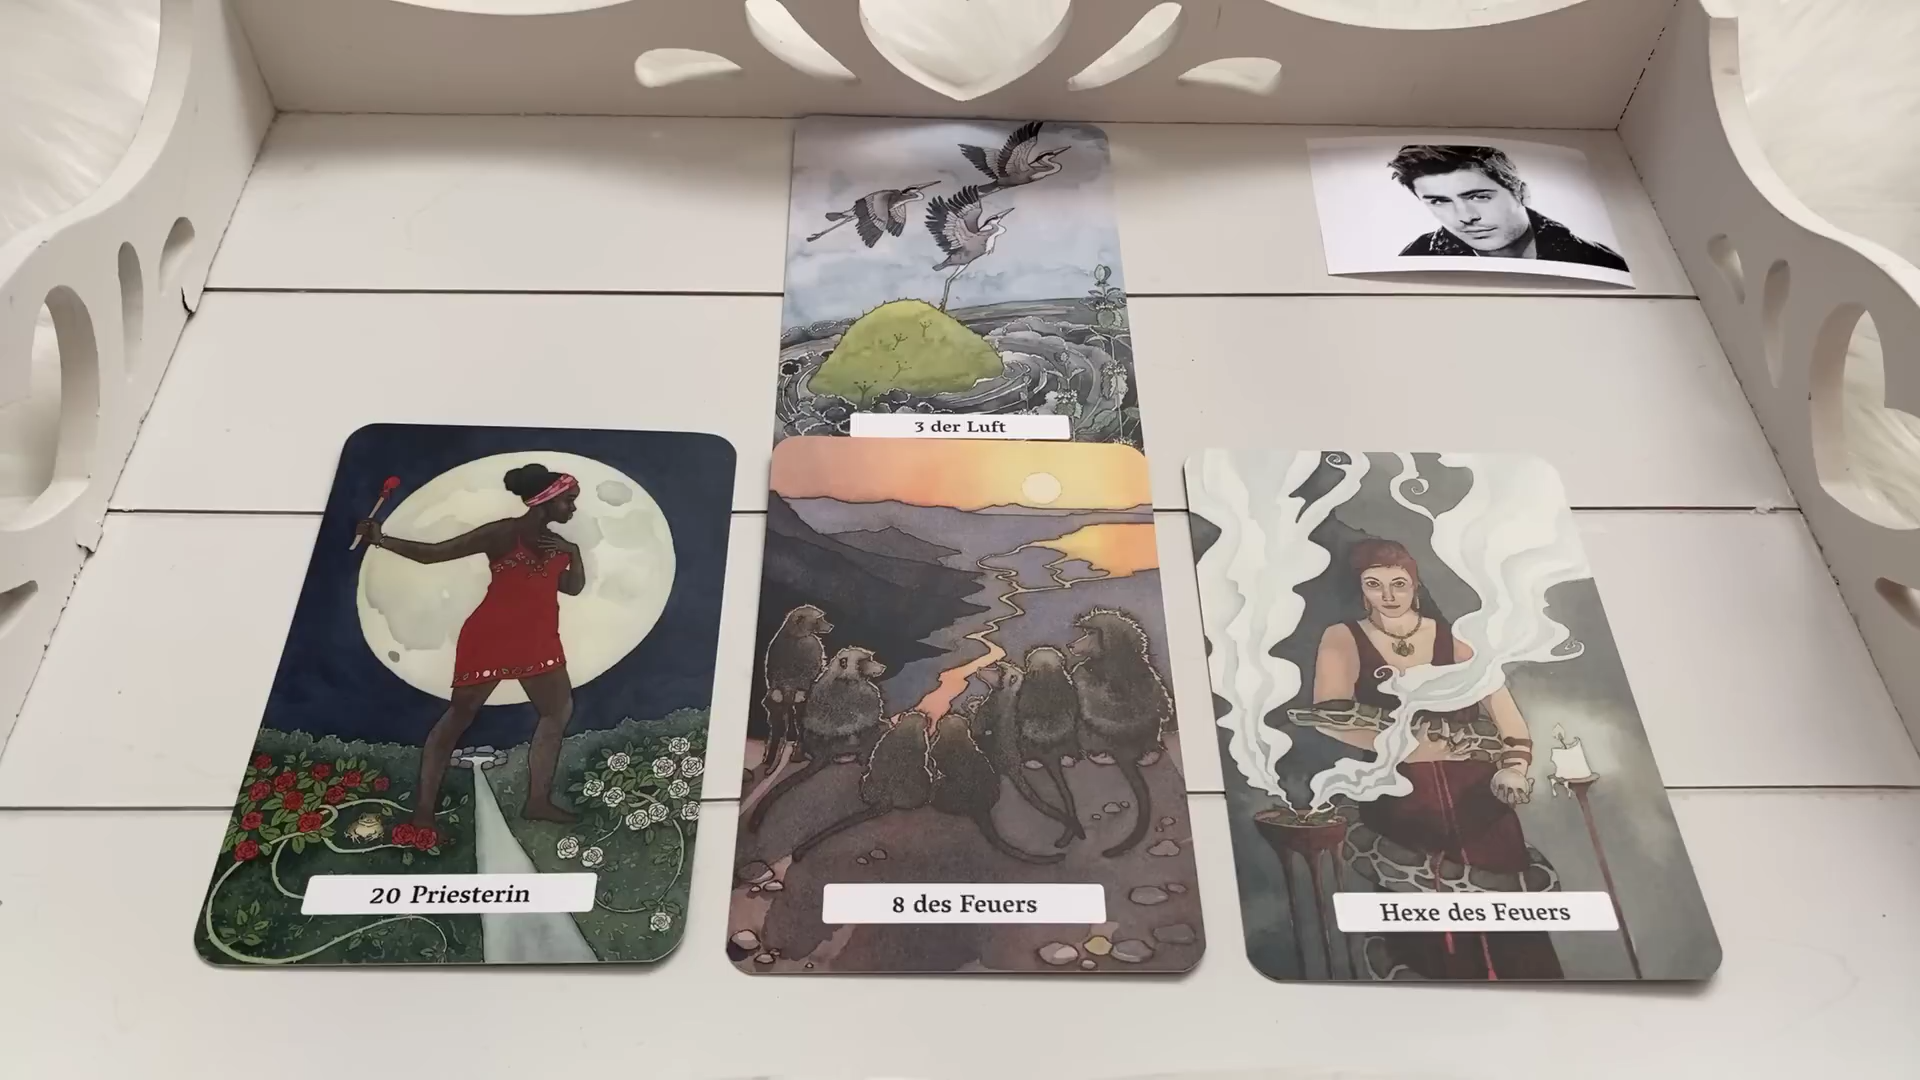 3 der Luft
20 Priesterin
8 des Feuers
Hexe des Feuers